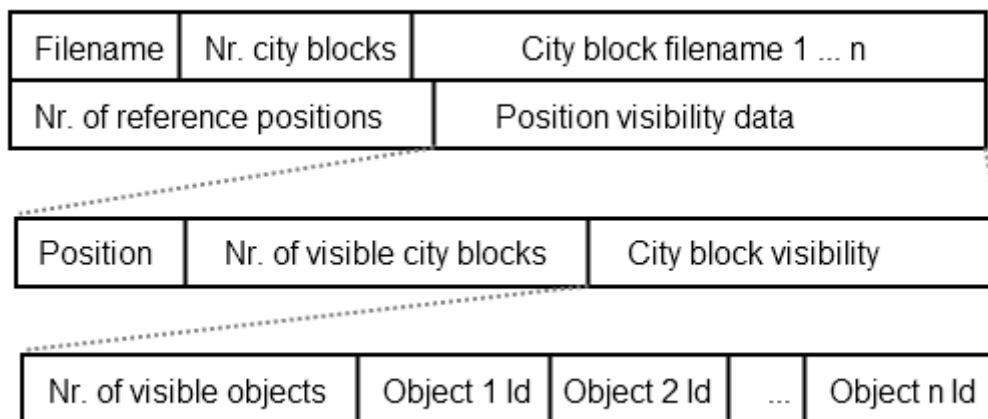 Filename Nr. city blocks City block filename 1 ... n
Nr. of reference positions Position visibility data
Position Nr. of visible city blocks City block visibility
Nr. of visible objects Object 1 Id Object 2 Id ... Object n Id